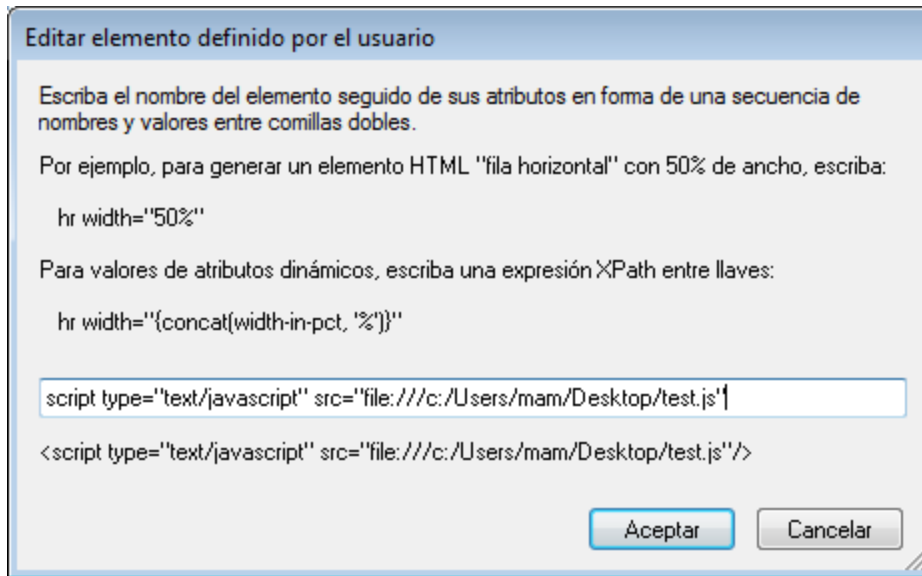 Editar elemento definido por el usuario
Escriba el nombre del elemento seguido de sus atributos en forma de una secuencia de
nombres y valores entre comillas dobles.
Por ejemplo, para generar un elemento HTML "fila horizontal" con 50% de ancho, escriba:
hr width="50%"
Para valores de atributos dinámicos, escriba una expresión XPath entre llaves:
hr width="{concat(width-in-pct, '%')}"
script type="text/javascript" src="file:///c:/Users/mam/Desktop/test.js"
<script type="text/javascript" src="file:///c:/Users/mam/Desktop/test.js"/>
Aceptar
Cancelar